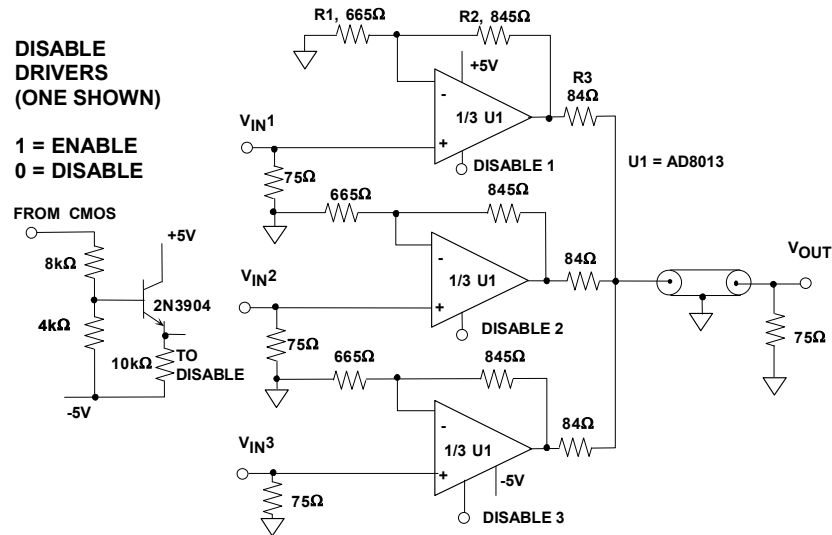 DISABLE
DRIVERS
(ONE SHOWN)
1 = ENABLE
0 = DISABLE
FROM CMOS
8kΩ
4kΩ
+5V
2N3904
10kΩ
TO
DISABLE
-5V
R1, 665Ω
R2, 845Ω
+5V
R3
84Ω
-
1/3 U1
+
VIN1
75Ω
DISABLE 1
U1 = AD8013
665Ω
845Ω
84Ω
-
1/3 U1
+
VIN2
75Ω
DISABLE 2
VOUT
75Ω
665Ω
845Ω
84Ω
-
1/3 U1
+
-5V
VIN3
75Ω
DISABLE 3